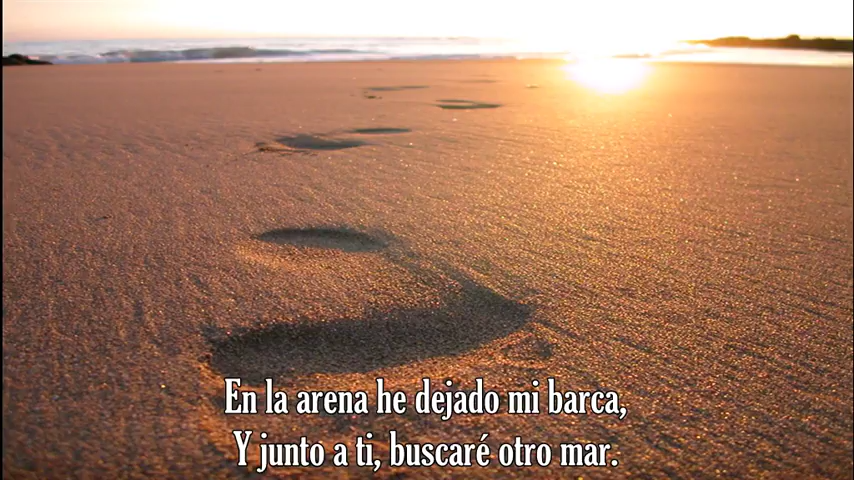 En la arena he dejado mi barca,
Y junto a ti, buscaré otro mar.